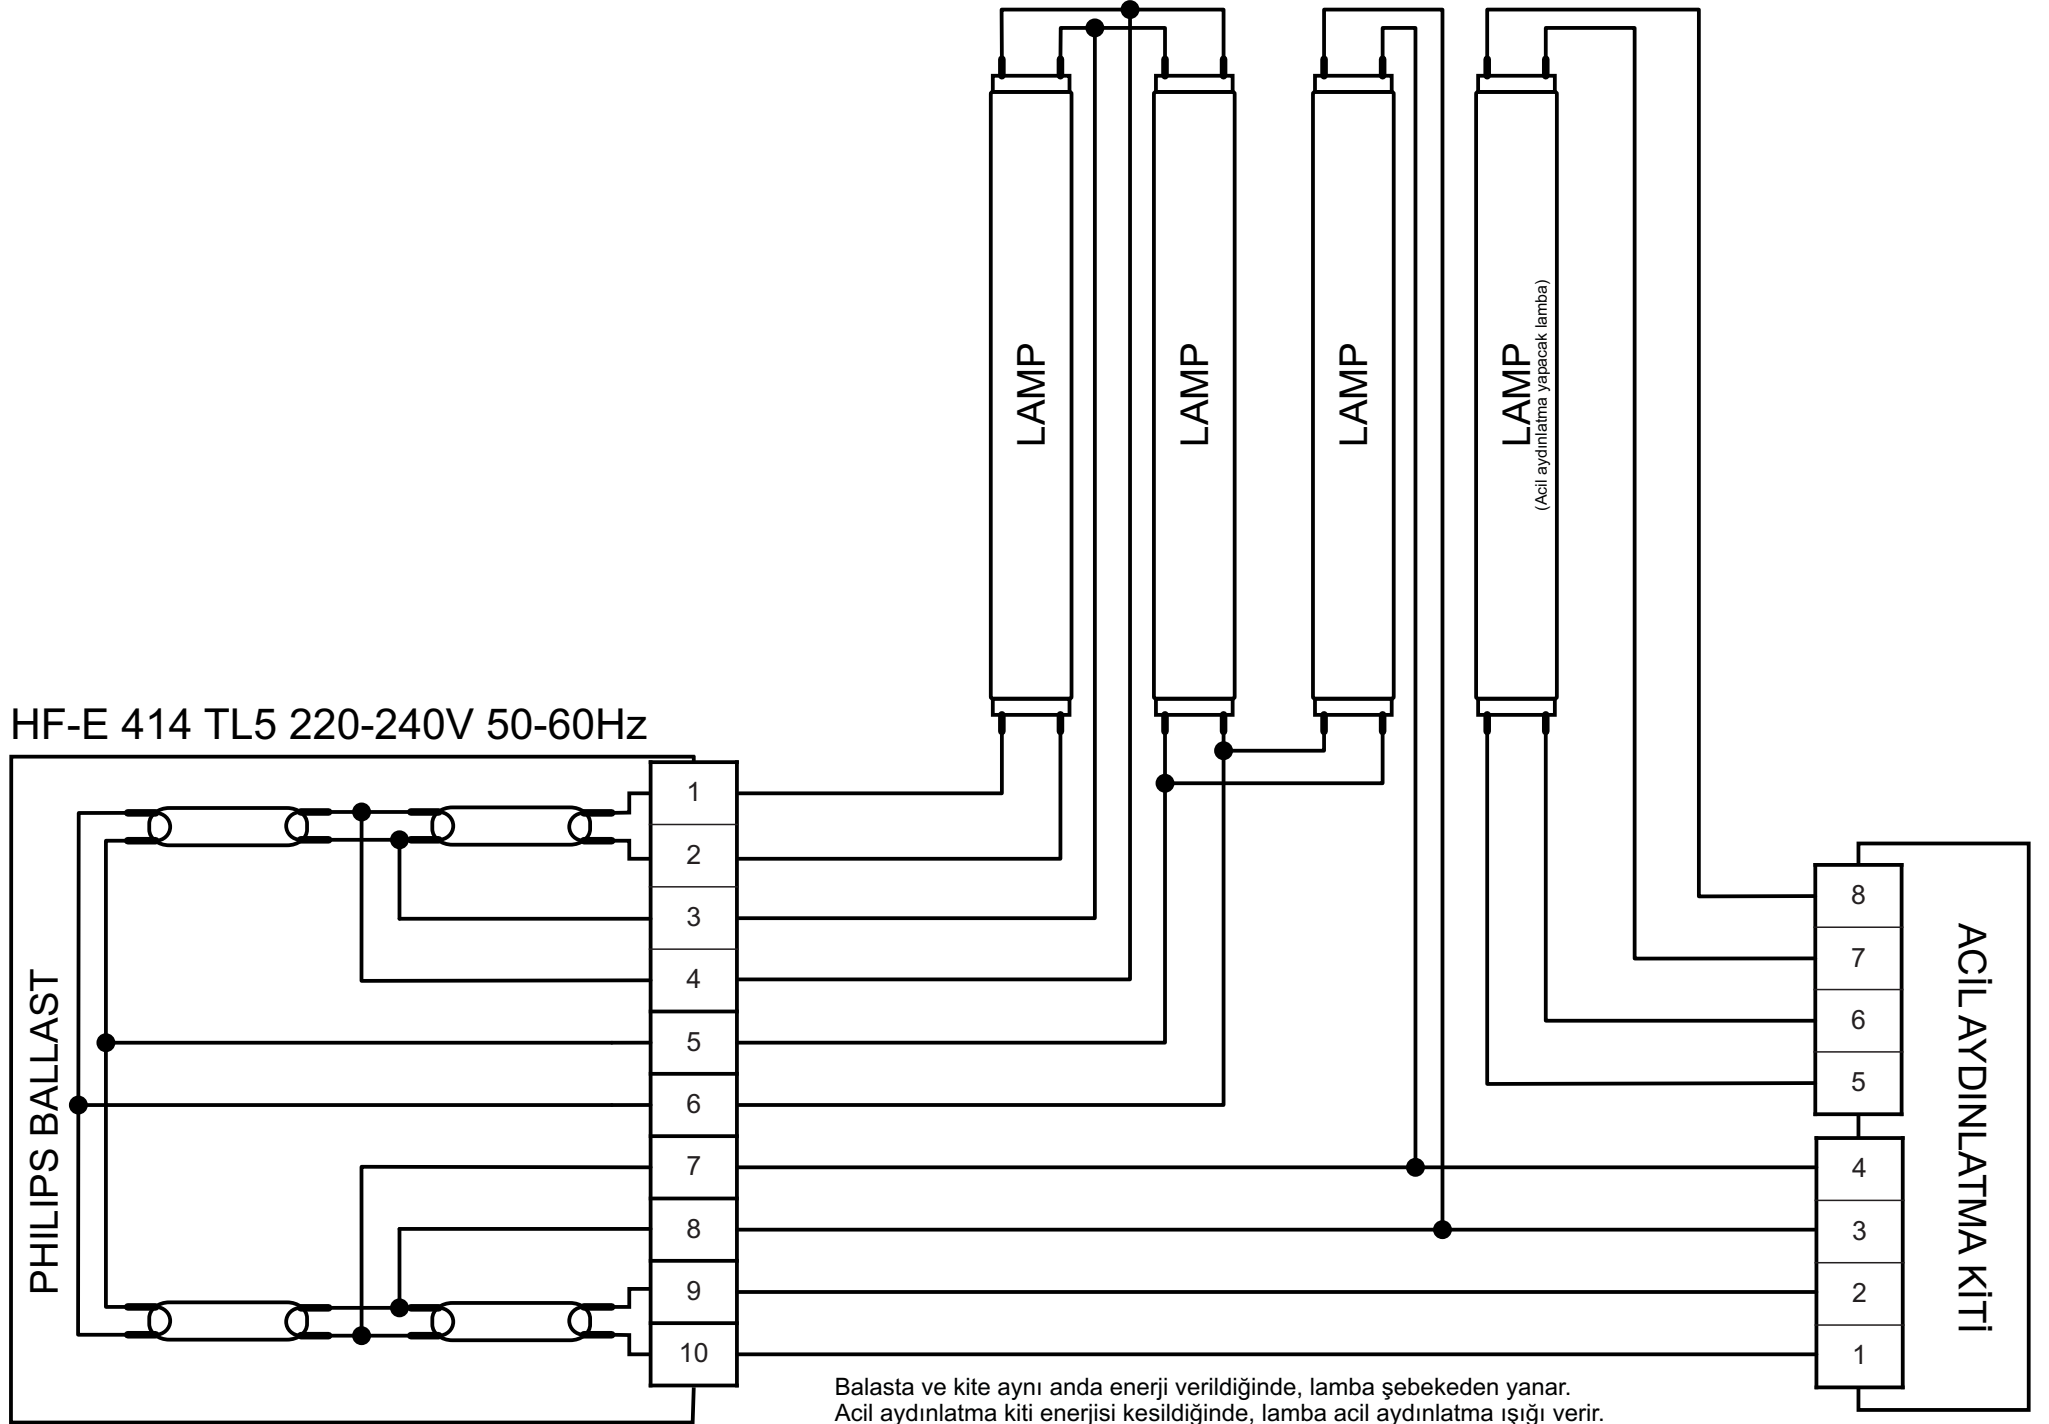 LAMP
LAMP
LAMP
LAMP
(Acil aydınlatma yapacak lamba)
HF-E 414 TL5 220-240V 50-60Hz
PHILIPS BALLAST
1
2
3
4
5
6
7
8
9
10
8
7
6
5
4
3
2
1
ACİL AYDINLATMA KİTİ
Balasta ve kite aynı anda enerji verildiğinde, lamba şebekeden yanar.
Acil aydınlatma kiti enerjisi kesildiğinde, lamba acil aydınlatma ışığı verir.